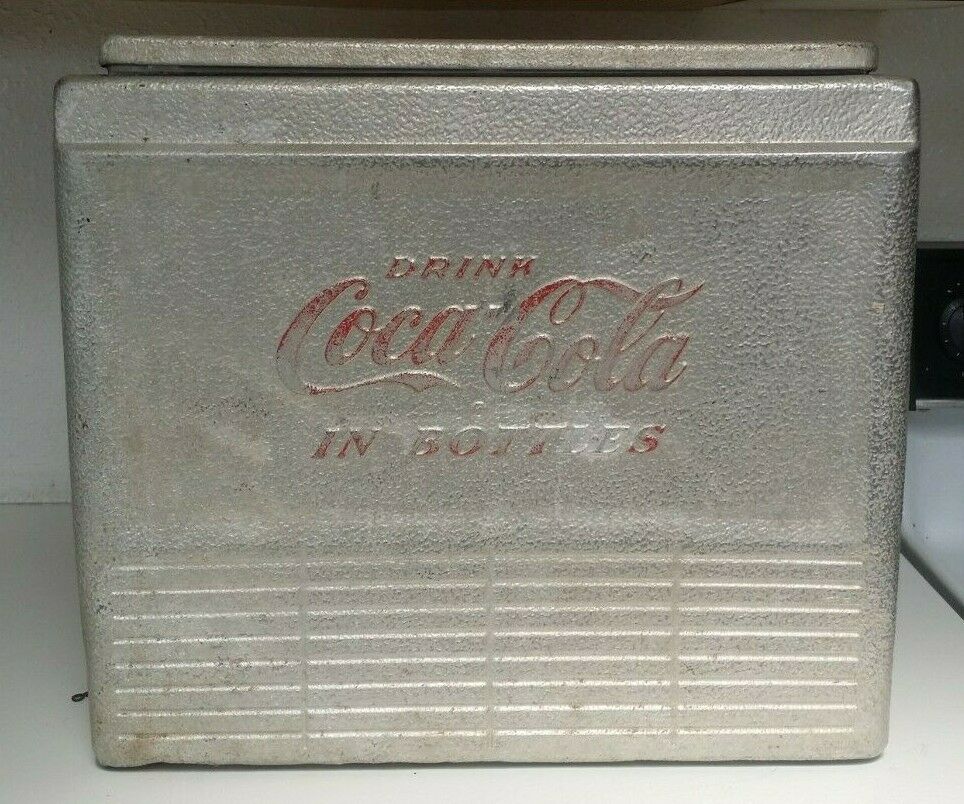 DRINK
Coca-Cola
IN BOTTLES